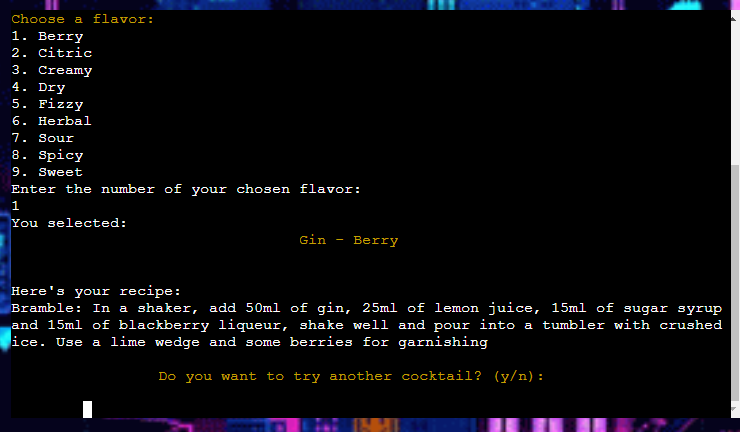 Choose a flavor:
1. Berry
2. Citric
3. Creamy
4. Dry
5. Fizzy
6. Herbal
7. Sour
8. Spicy
9. Sweet
Enter the number of your chosen flavor:
1
You selected:
Gin - Berry
Here's your recipe:
Bramble: In a shaker, add 50ml of gin, 25ml of lemon juice, 15ml of sugar syrup
and 15ml of blackberry liqueur, shake well and pour into a tumbler with crushed
ice. Use a lime wedge and some berries for garnishing
Do you want to try another cocktail? (y/n):